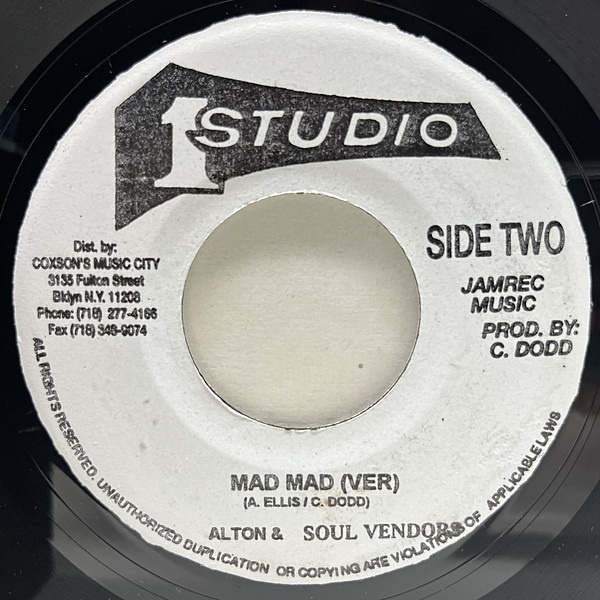 1 STUDIO
SIDE TWO
Dist. by:
COXSON'S MUSIC CITY
3135 Fulton Street
Bklyn N.Y. 11208
Phone: (718) 277-4166
Fax (718) 348-9074
JAMREC
MUSIC
PROD. BY:
C. DODD
MAD MAD (VER)
(A. ELLIS / C. DODD)
ALTON & SOUL VENDORS
ALL RIGHTS RESERVED. UNAUTHORIZED DUPLICATION OR COPYING ARE VIOLATIONS OF APPLICABLE LAWS